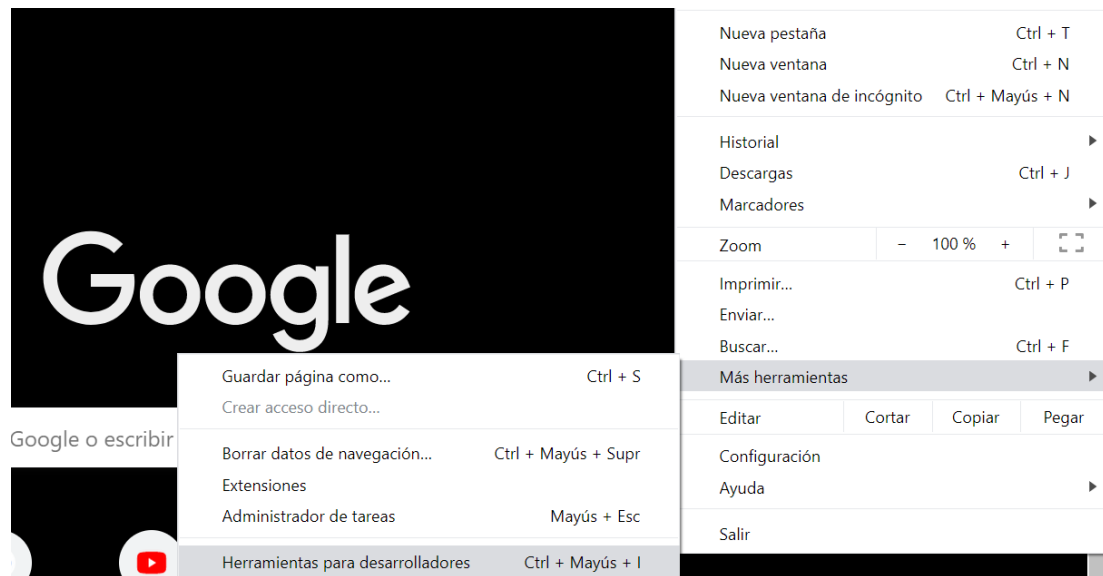 Nueva pestaña Ctrl + T
Nueva ventana Ctrl + N
Nueva ventana de incógnito Ctrl + Mayús + N
Historial
Descargas Ctrl + J
Marcadores
Zoom - 100 % +
Imprimir... Ctrl + P
Enviar...
Buscar... Ctrl + F
Más herramientas
Editar Cortar Copiar Pegar
Configuración
Ayuda
Salir
Google
Guardar página como... Ctrl + S
Crear acceso directo...
Borrar datos de navegación... Ctrl + Mayús + Supr
Extensiones
Administrador de tareas Mayús + Esc
Herramientas para desarrolladores Ctrl + Mayús + I
Google o escribir